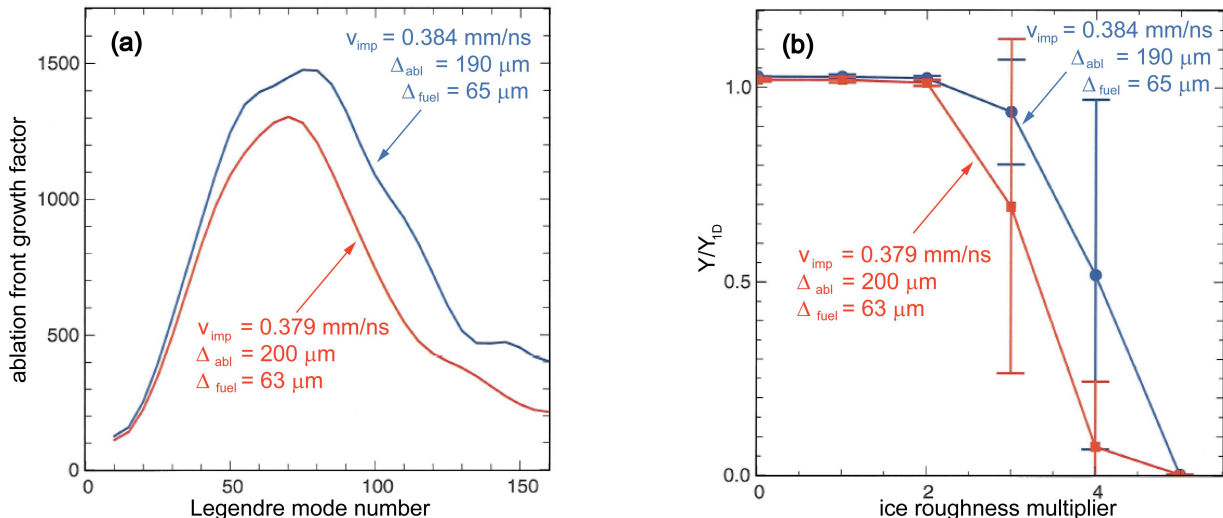 (a)
v_imp = 0.384 mm/ns
Δ_abl = 190 μm
Δ_fuel = 65 μm
1500
1000
500
0
ablation front growth factor
v_imp = 0.379 mm/ns
Δ_abl = 200 μm
Δ_fuel = 63 μm
0
50
100
150
Legendre mode number
(b)
v_imp = 0.384 mm/ns
Δ_abl = 190 μm
Δ_fuel = 65 μm
1.0
0.5
0.0
Y/Y_1D
v_imp = 0.379 mm/ns
Δ_abl = 200 μm
Δ_fuel = 63 μm
0
2
4
ice roughness multiplier